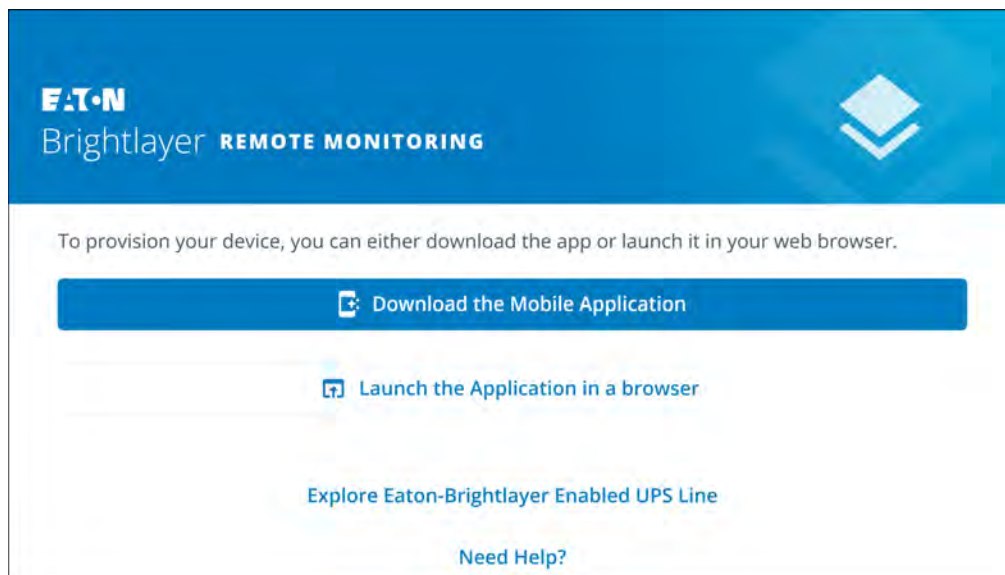 EATON
Brightlayer REMOTE MONITORING
To provision your device, you can either download the app or launch it in your web browser.
Download the Mobile Application
Launch the Application in a browser
Explore Eaton-Brightlayer Enabled UPS Line
Need Help?